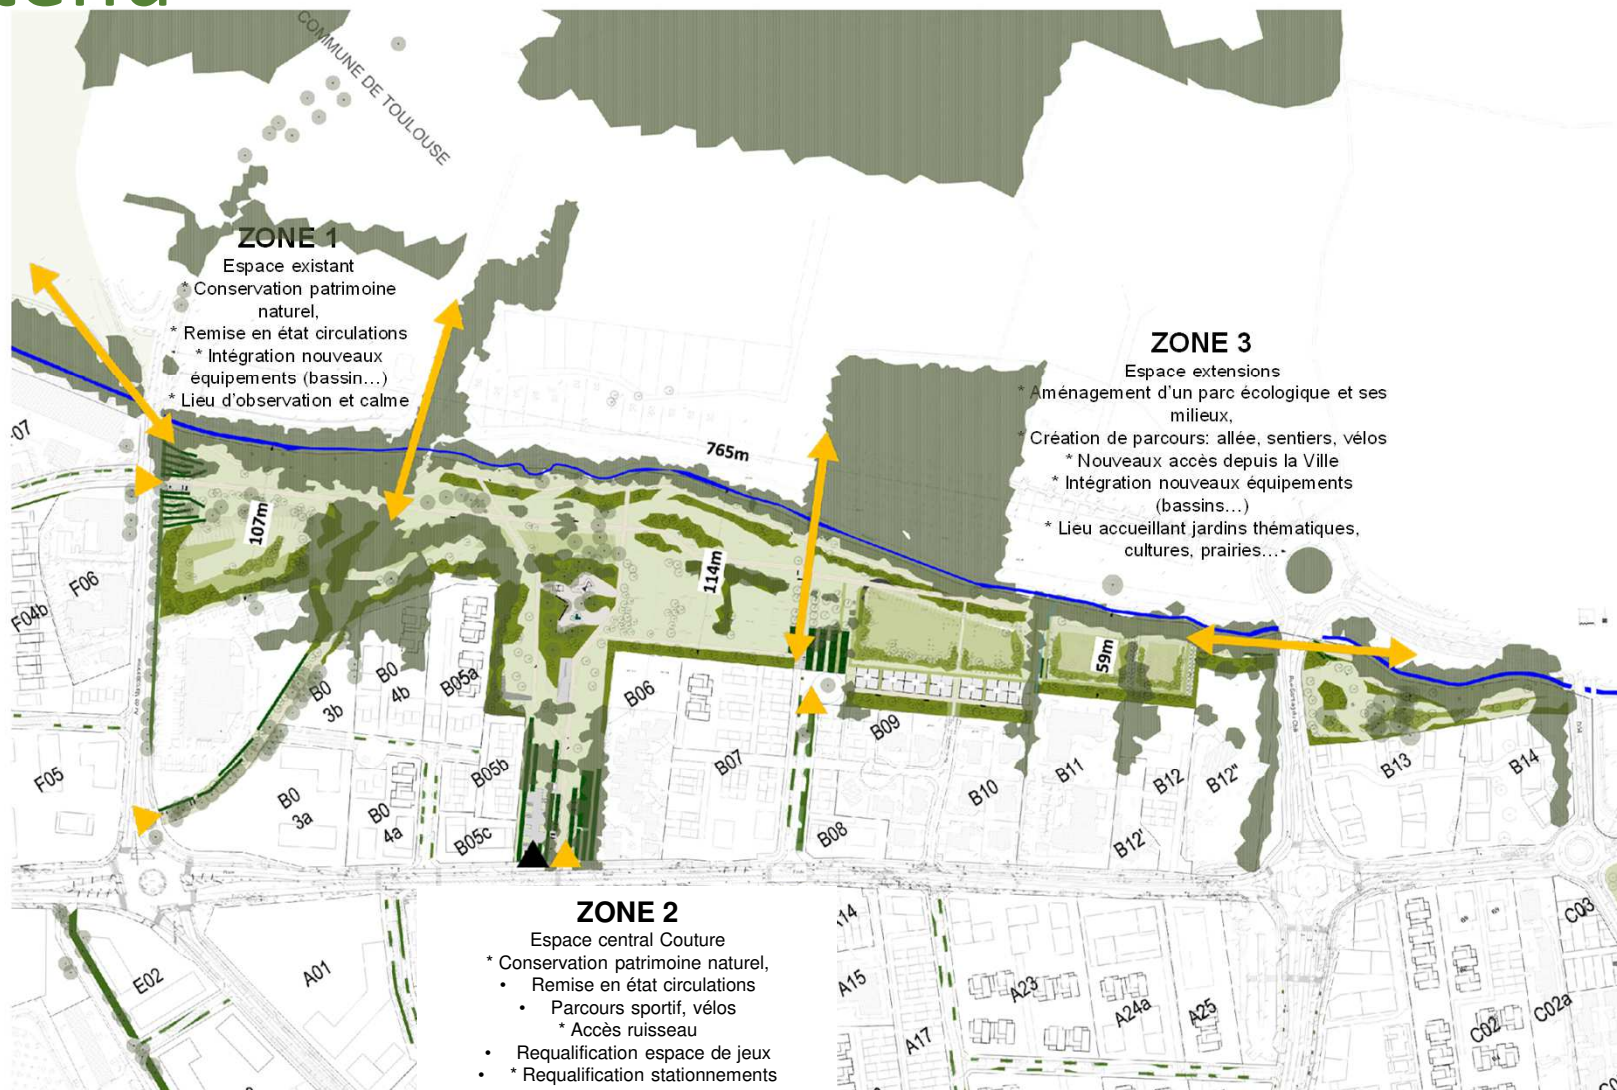 COMMUNE DE TOULOUSE
ZONE 1
Espace existant
* Conservation patrimoine
naturel,
* Remise en état circulations
* Intégration nouveaux
équipements (bassin...)
* Lieu d'observation et calme
ZONE 3
Espace extensions
* Aménagement d'un parc écologique et ses
milieux,
* Création de parcours: allée, sentiers, vélos
* Nouveaux accès depuis la Ville
* Intégration nouveaux équipements
(bassins...)
* Lieu accueillant jardins thématiques,
cultures, prairies...
765m
107m
114m
59m
F06
F04b
F05
B0
3b
B0
4b
B05a
B06
B07
B09
B10
B11
B12
B12"
B13
B14
B0
3a
B0
4a
B05b
B05c
B08
B12'
ZONE 2
Espace central Couture
* Conservation patrimoine naturel,
• Remise en état circulations
• Parcours sportif, vélos
* Accès ruisseau
• Requalification espace de jeux
• * Requalification stationnements
E02
A01
A15
A17
A23
A24a
A25
C03
C02
C02a